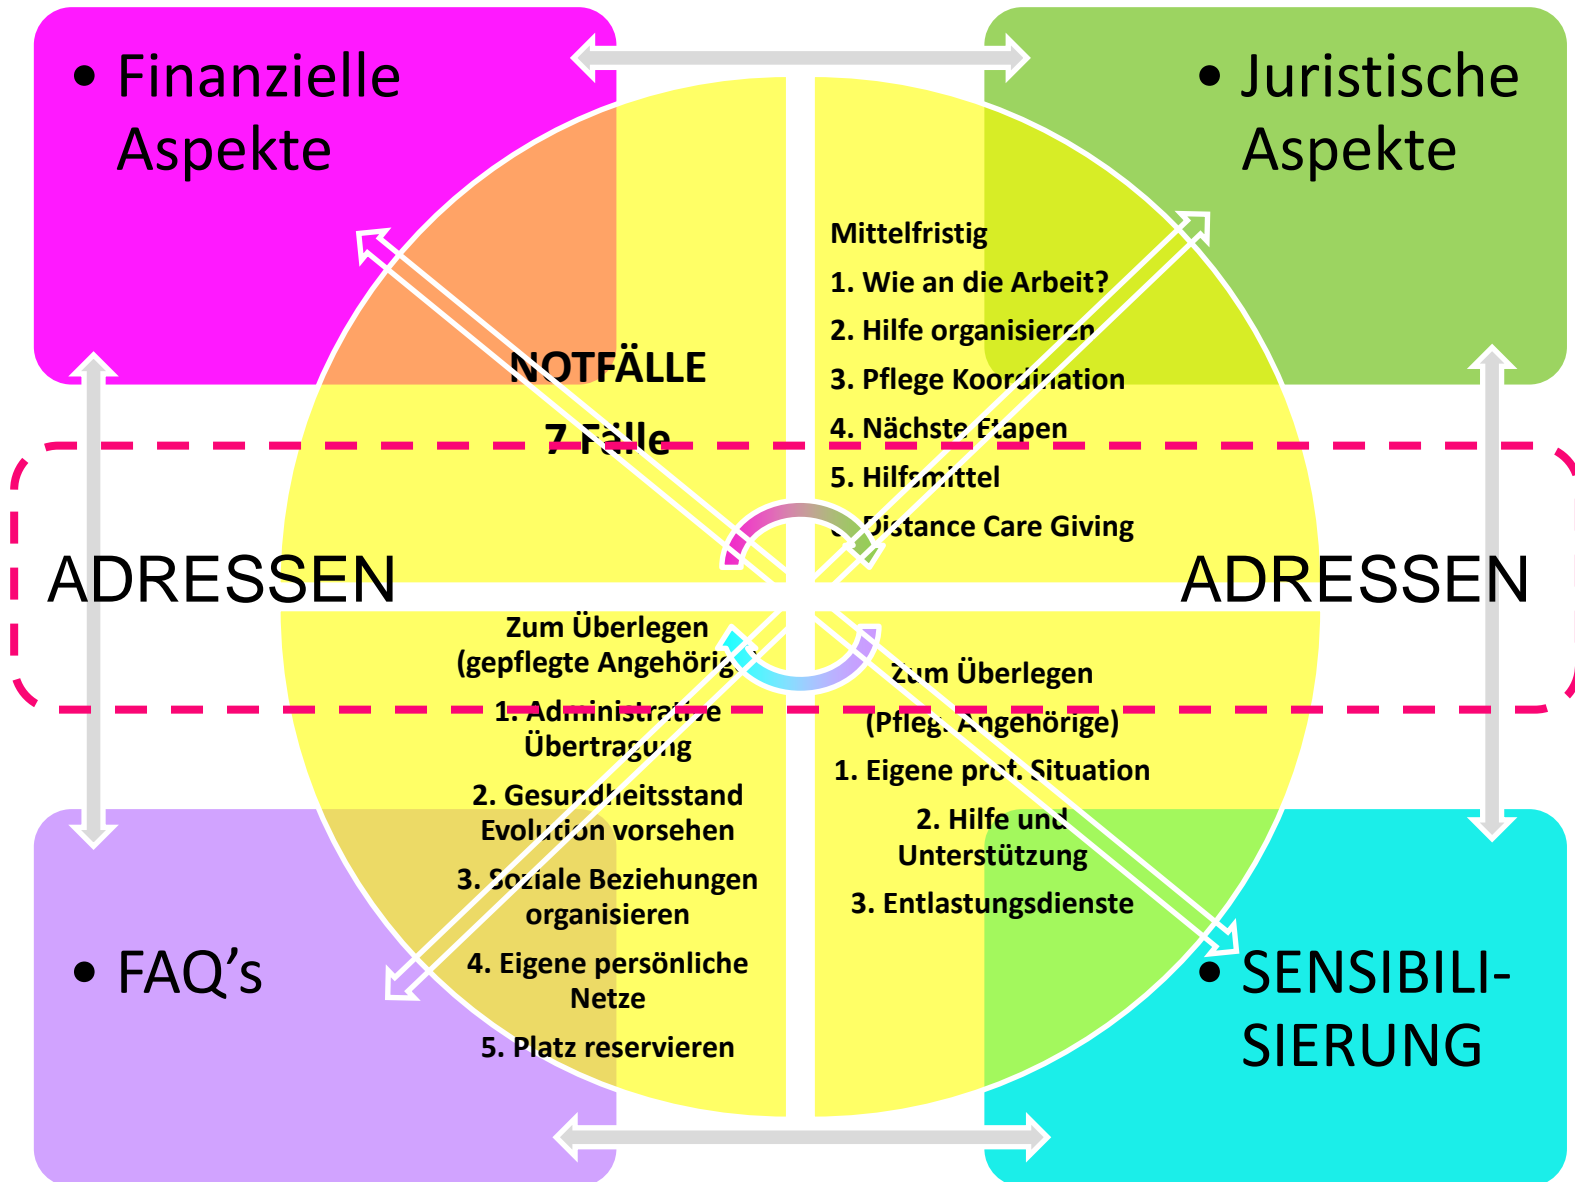 • Finanzielle
Aspekte
• Juristische
Aspekte
NOTFÄLLE
7 Fälle
Mittelfristig
1. Wie an die Arbeit?
2. Hilfe organisieren
3. Pflege Koordination
4. Nächste Etapen
5. Hilfsmittel
Distance Care Giving
ADRESSEN
ADRESSEN
Zum Überlegen
(gepflegte Angehörige)
1. Administrative
Übertragung
2. Gesundheitsstand
Evolution vorsehen
3. Soziale Beziehungen
organisieren
4. Eigene persönliche
Netze
5. Platz reservieren
Zum Überlegen
(Pfleg. Angehörige)
1. Eigene prof. Situation
2. Hilfe und
Unterstützung
3. Entlastungsdienste
• FAQ’s
• SENSIBILI-
SIERUNG